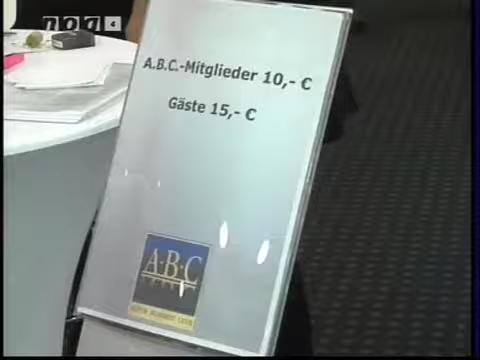 A.B.C.-Mitglieder 10,- €
Gäste 15,- €
A·B·C